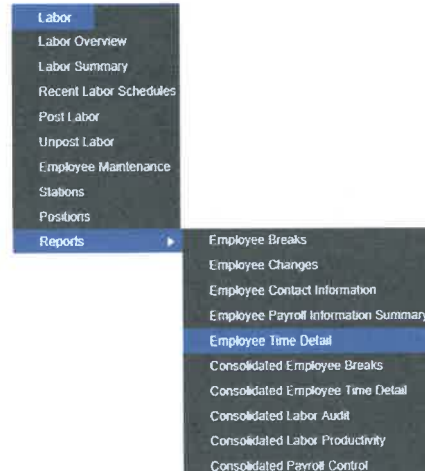 Labor
Labor Overview
Labor Summary
Recent Labor Schedules
Post Labor
Unpost Labor
Employee Maintenance
Stations
Positions
Reports
Employee Breaks
Employee Changes
Employee Contact Information
Employee Payroll Information Summary
Employee Time Detail
Consolidated Employee Breaks
Consolidated Employee Time Detail
Consolidated Labor Audit
Consolidated Labor Productivity
Consolidated Payroll Control